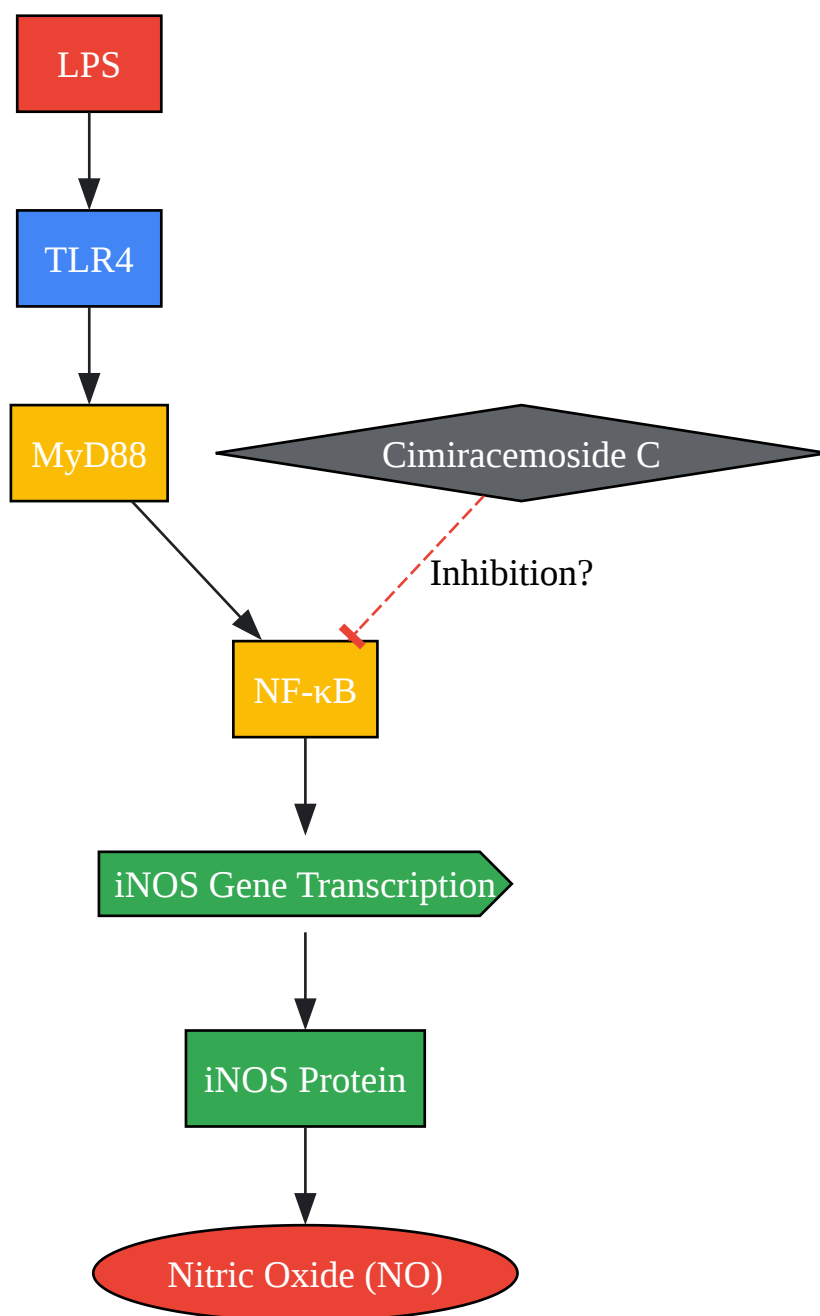 LPS
TLR4
MyD88
Cimiracemoside C
Inhibition?
NF-κB
iNOS Gene Transcription
iNOS Protein
Nitric Oxide (NO)